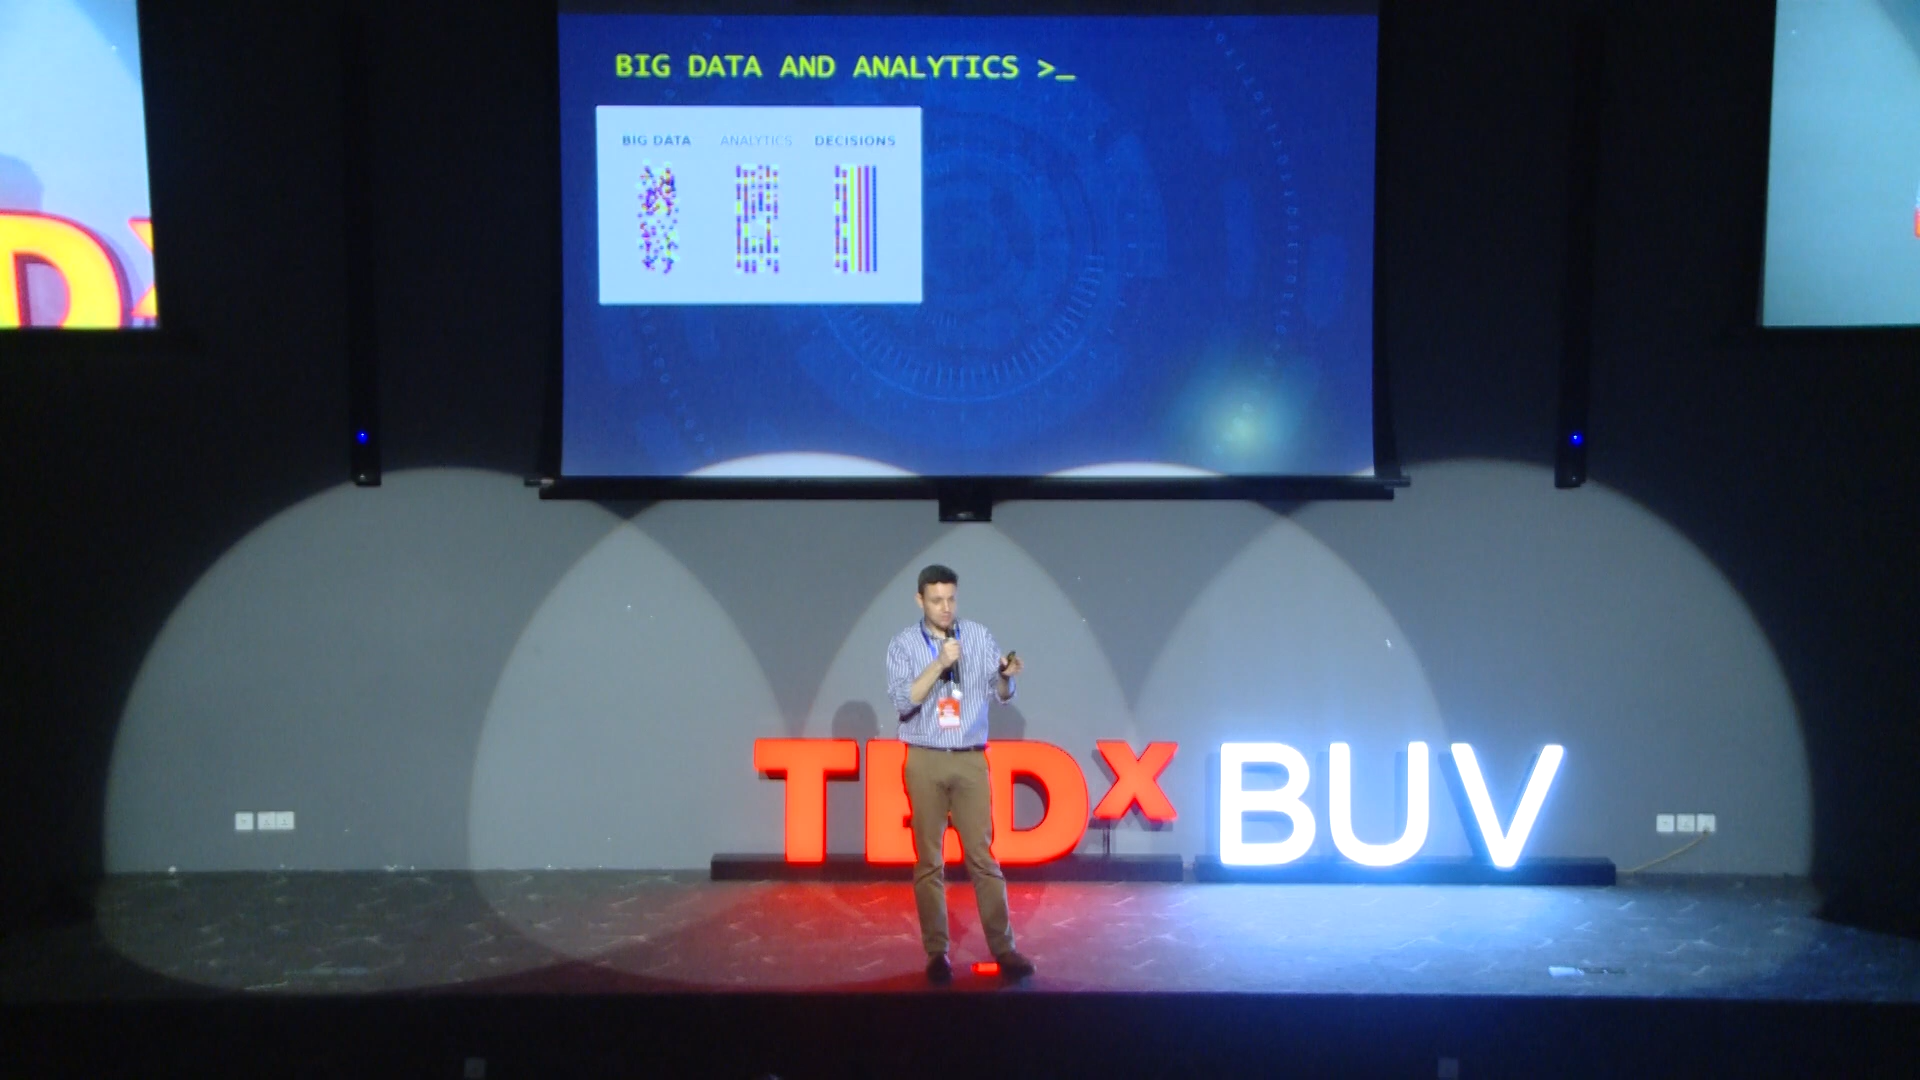 BIG DATA AND ANALYTICS >_
BIG DATA ANALYTICS DECISIONS
TEDx BUV